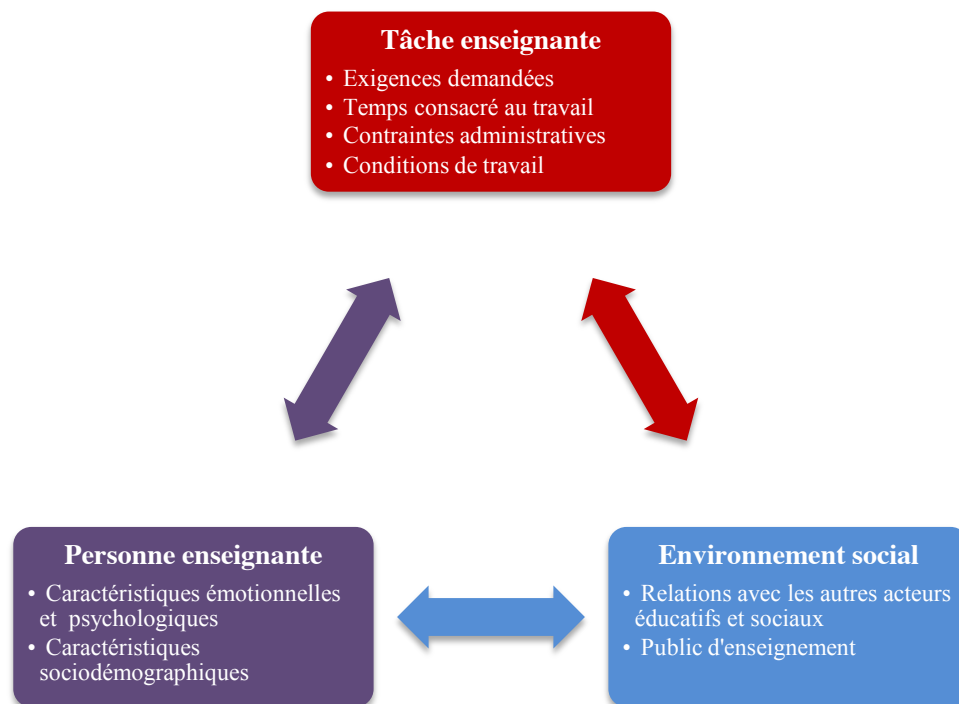 Tâche enseignante
• Exigences demandées
• Temps consacré au travail
• Contraintes administratives
• Conditions de travail
Personne enseignante
• Caractéristiques émotionnelles
et psychologiques
• Caractéristiques
sociodémographiques
Environnement social
• Relations avec les autres acteurs
éducatifs et sociaux
• Public d'enseignement